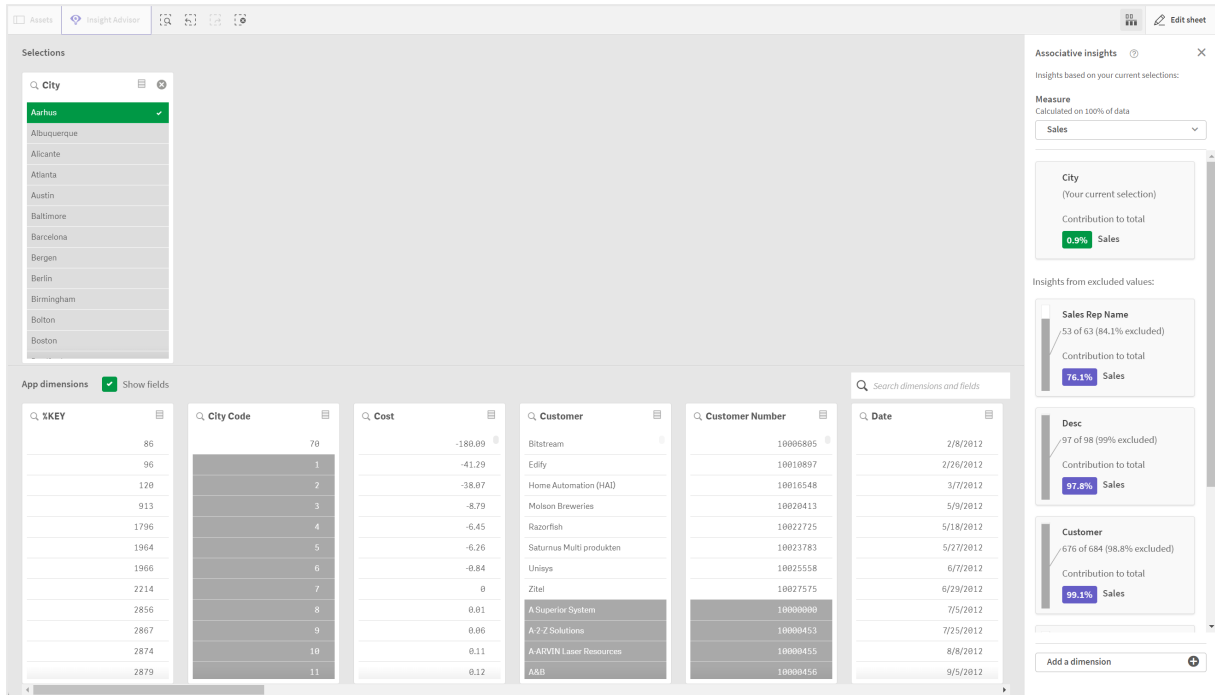 Assets
Insight Advisor
Edit sheet
Selections
City
Aarhus
Albuquerque
Alicante
Atlanta
Austin
Baltimore
Barcelona
Bergen
Berlin
Birmingham
Bolton
Boston
App dimensions
Show fields
Search dimensions and fields
%KEY
86
96
120
913
1796
1964
1966
2214
2856
2867
2874
2879
City Code
70
1
2
3
4
5
6
7
8
9
10
11
Cost
-180.09
-41.29
-38.07
-8.79
-6.45
-6.26
-0.84
0
0.01
0.06
0.11
0.12
Customer
Bitstream
Edify
Home Automation (HAI)
Molson Breweries
Razorfish
Saturnus Multi produkten
Unisys
Zitel
A Superior System
A-2-Z Solutions
A-ARVIN Laser Resources
A&B
Customer Number
10006805
10010897
10016548
10020413
10022725
10023783
10025558
10027575
10000000
10000453
10000455
10000456
Date
2/8/2012
2/26/2012
3/7/2012
5/9/2012
5/18/2012
5/27/2012
6/7/2012
6/29/2012
7/5/2012
7/25/2012
8/8/2012
9/5/2012
Associative insights
Insights based on your current selections:
Measure
Calculated on 100% of data
Sales
City
(Your current selection)
Contribution to total
0.9% Sales
Insights from excluded values:
Sales Rep Name
53 of 63 (84.1% excluded)
Contribution to total
76.1% Sales
Desc
97 of 98 (99% excluded)
Contribution to total
97.8% Sales
Customer
676 of 684 (98.8% excluded)
Contribution to total
99.1% Sales
Add a dimension